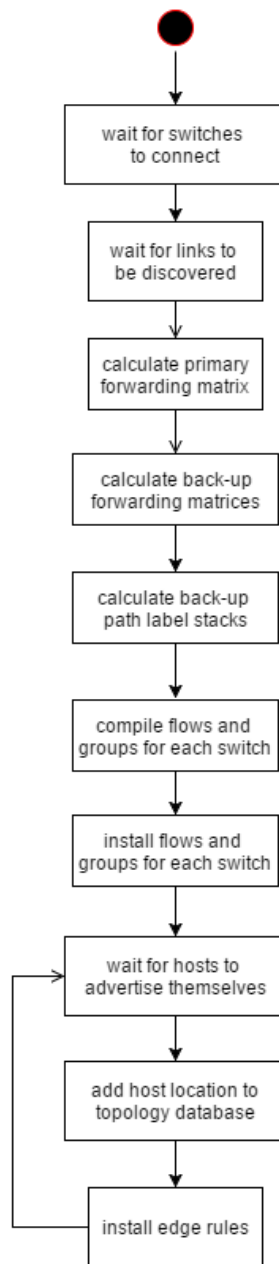 wait for switches
to connect
wait for links to
be discovered
calculate primary
forwarding matrix
calculate back-up
forwarding matrices
calculate back-up
path label stacks
compile flows and
groups for each switch
install flows and
groups for each switch
wait for hosts to
advertise themselves
add host location to
topology database
install edge rules